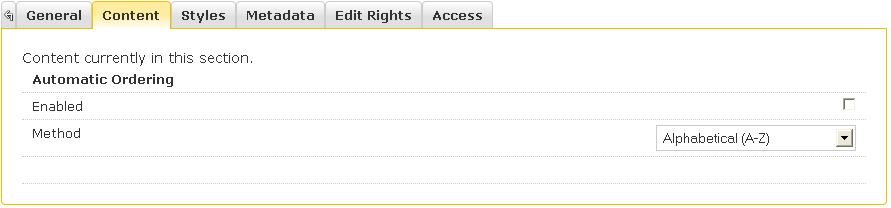 General Content Styles Metadata Edit Rights Access
Content currently in this section.
Automatic Ordering
Enabled
Method Alphabetical (A-Z)